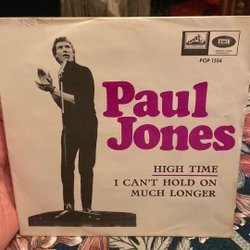 POP 1554
Paul
Jones
HIGH TIME
I CAN'T HOLD ON
MUCH LONGER